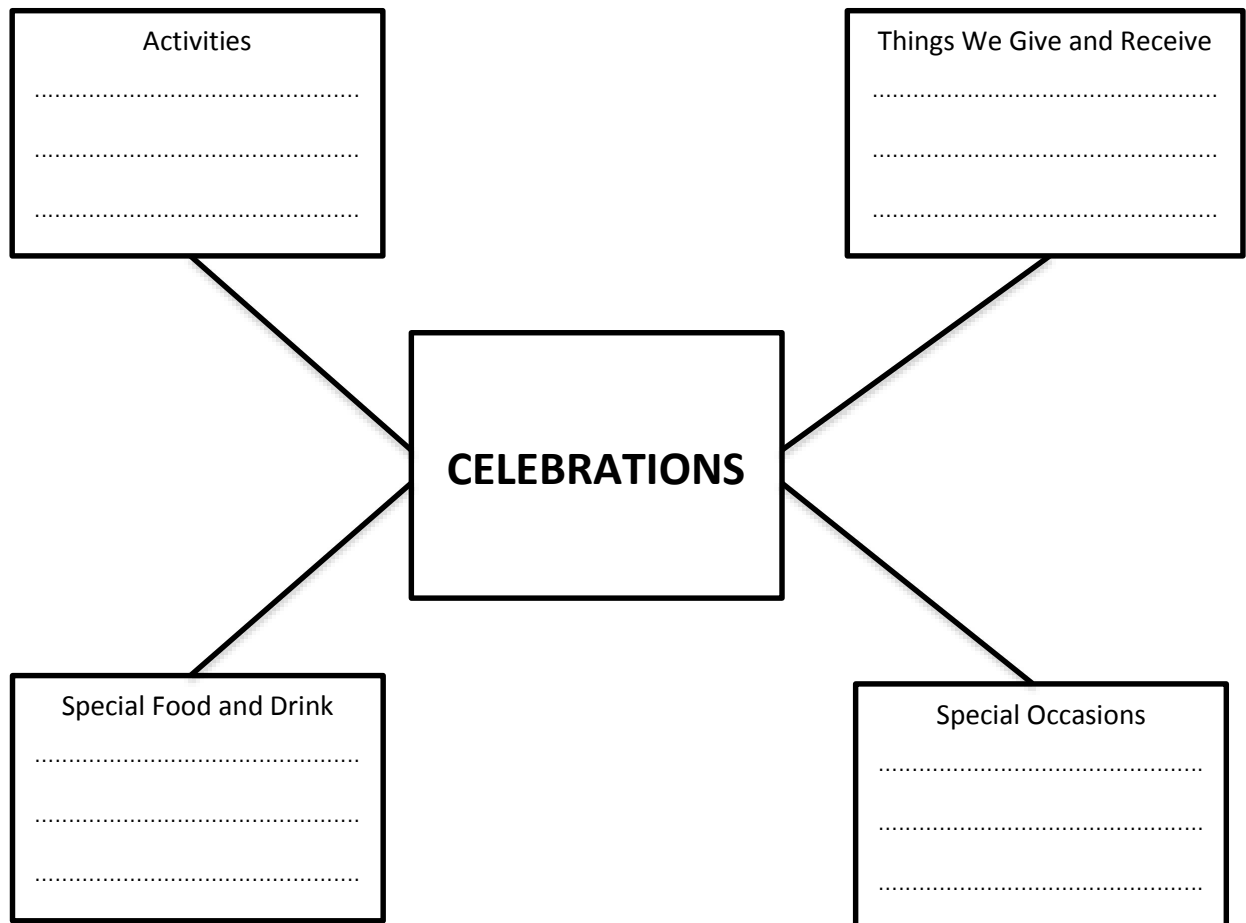 Activities
................................................
................................................
................................................
Things We Give and Receive
...................................................
...................................................
...................................................
CELEBRATIONS
Special Food and Drink
................................................
................................................
................................................
Special Occasions
................................................
................................................
................................................